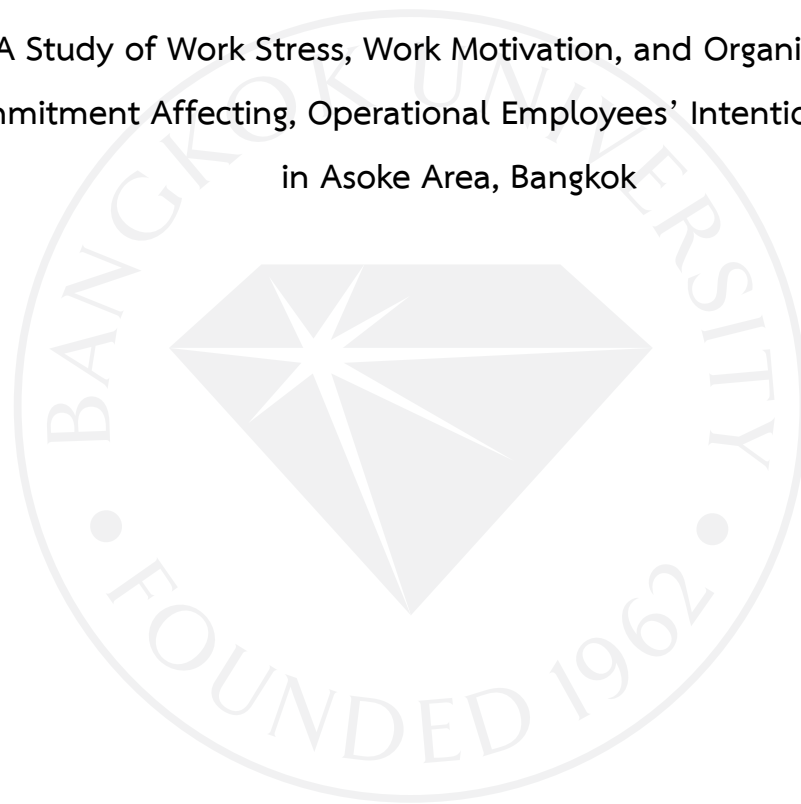 A Study of Work Stress, Work Motivation, and Organi
mmitment Affecting, Operational Employees’ Intentio
in Asoke Area, Bangkok
BANGKOK UNIVERSITY
• FOUNDED 1962 •